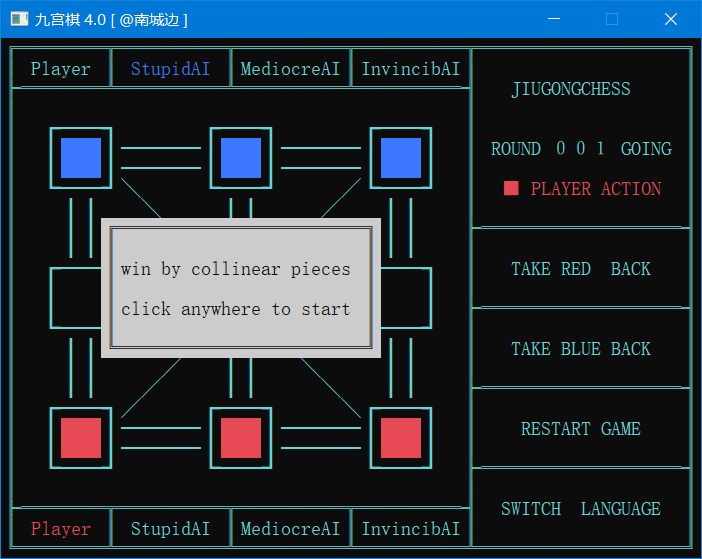 九宫棋 4.0 [ @南城边 ]
Player StupidAI MediocreAI InvincibAI
JIUGONGCHESS
ROUND 0 0 1 GOING
PLAYER ACTION
win by collinear pieces
click anywhere to start
TAKE RED BACK
TAKE BLUE BACK
RESTART GAME
SWITCH LANGUAGE
Player StupidAI MediocreAI InvincibAI